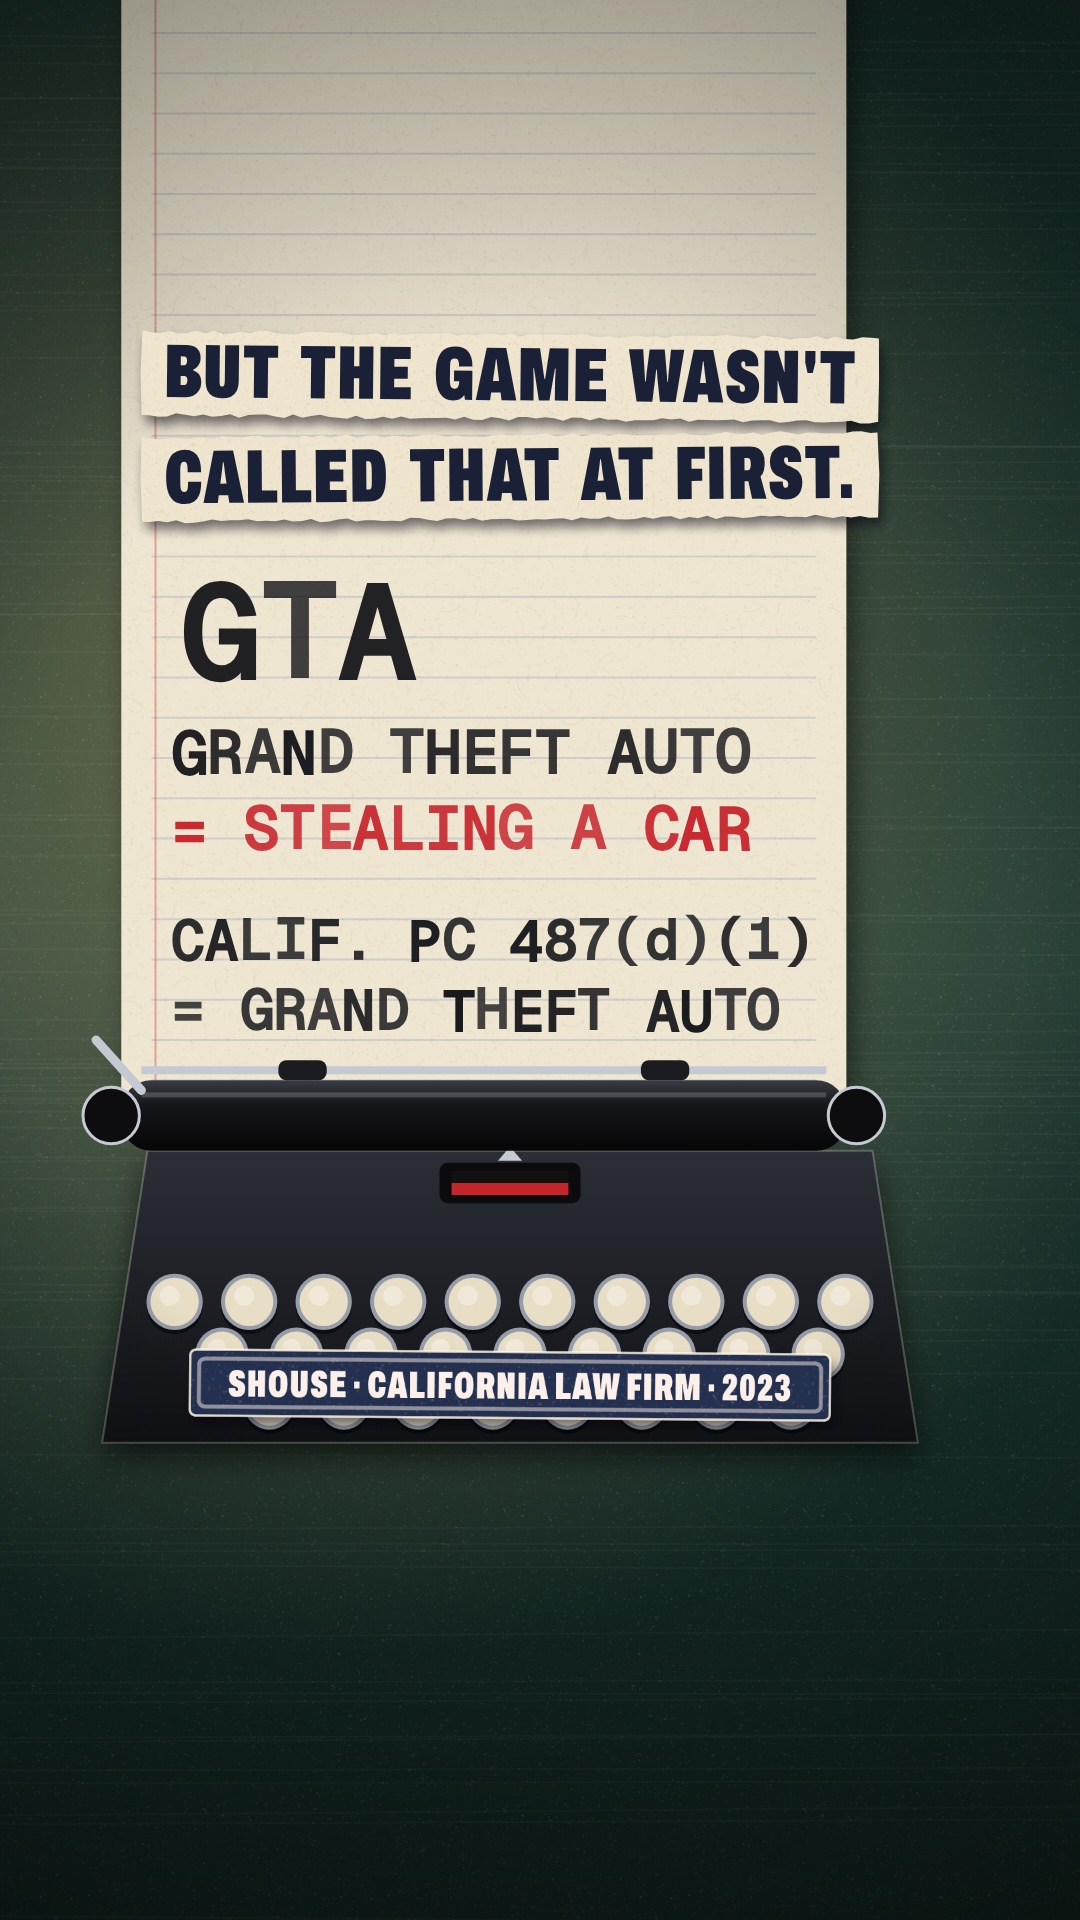 BUT THE GAME WASN'T
CALLED THAT AT FIRST.
GTA
GRAND THEFT AUTO
= STEALING A CAR
CALIF. PC 487(d)(1)
= GRAND THEFT AUTO
SHOUSE · CALIFORNIA LAW FIRM · 2023